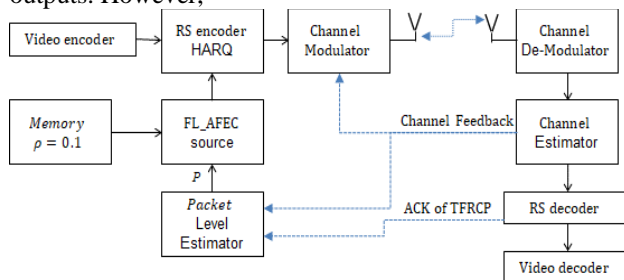 outputs. However,
Video encoder
RS encoder
HARQ
Channel
Modulator
Channel
De-Modulator
Memory
ρ = 0.1
FL_AFEC
source
Channel Feedback
Channel
Estimator
P
Packet
Level
Estimator
ACK of TFRCP
RS decoder
Video decoder